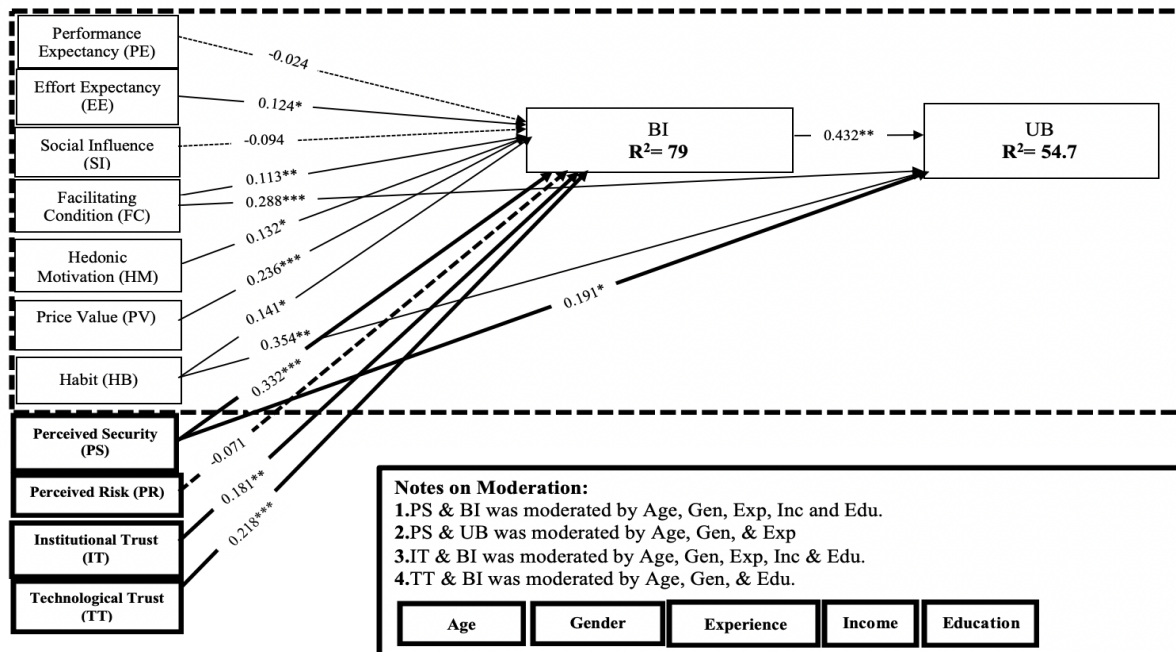 Performance
Expectancy (PE)
-0.024
Effort Expectancy
(EE)
0.124*
Social Influence
(SI)
-0.094
Facilitating
Condition (FC)
0.113**
0.288***
Hedonic
Motivation (HM)
0.132*
Price Value (PV)
0.236***
Habit (HB)
0.141*
0.354**
BI
R²= 79
0.432**
UB
R²= 54.7
Perceived Security
(PS)
0.332***
0.191*
Perceived Risk (PR)
-0.071
Institutional Trust
(IT)
0.181**
Technological Trust
(TT)
0.218***
Notes on Moderation:
1.PS & BI was moderated by Age, Gen, Exp, Inc and Edu.
2.PS & UB was moderated by Age, Gen, & Exp
3.IT & BI was moderated by Age, Gen, Exp, Inc & Edu.
4.TT & BI was moderated by Age, Gen, & Edu.
Age
Gender
Experience
Income
Education